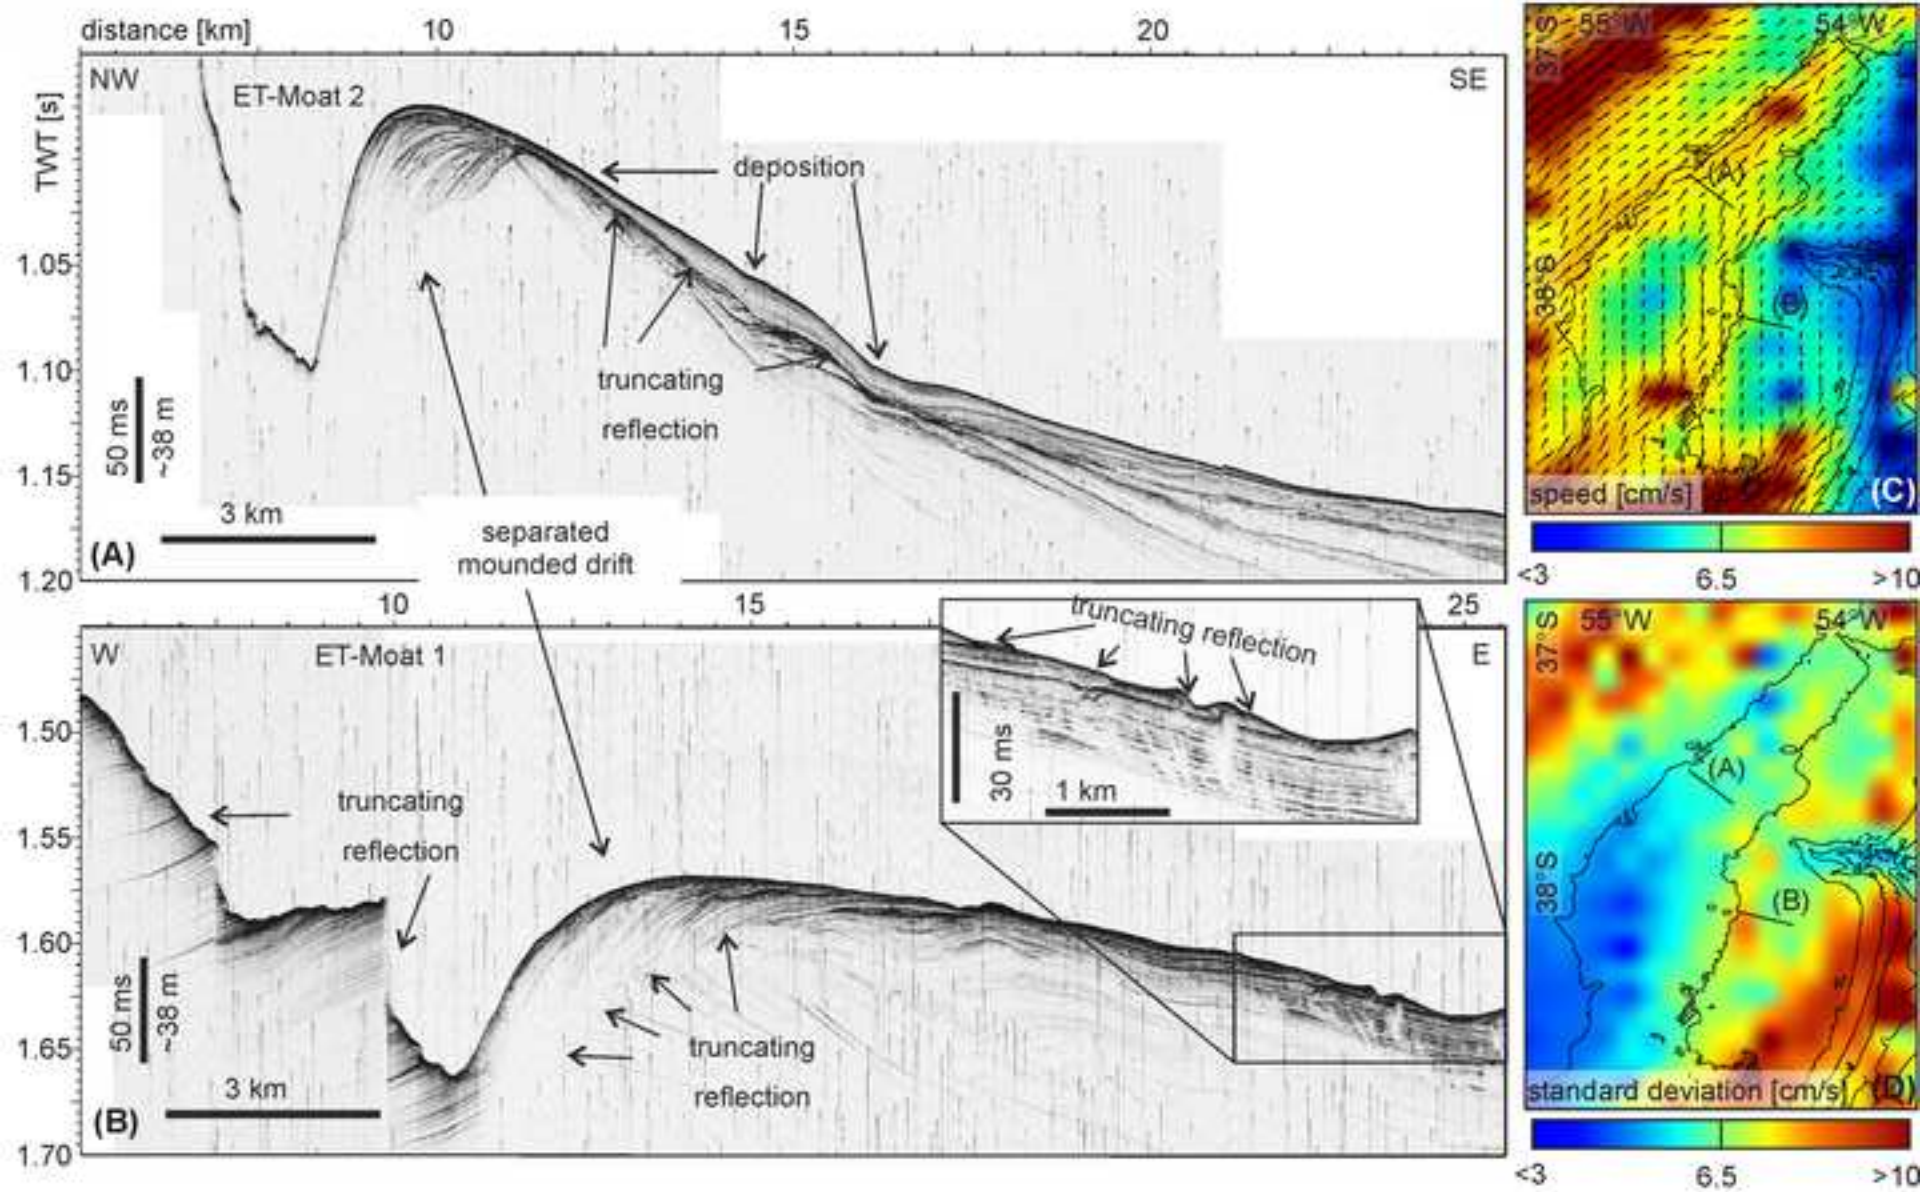 distance [km]
10
15
20
NW
ET-Moat 2
SE
TWT [s]
deposition
1.05
1.10
1.15
1.20
truncating
reflection
50 ms
~38 m
3 km
(A)
separated
mounded drift
10
15
25
W
ET-Moat 1
E
truncating reflection
30 ms
1 km
1.50
1.55
1.60
1.65
1.70
truncating
reflection
50 ms
~38 m
3 km
truncating
reflection
(B)
55°W
54°W
37°S
38°S
(A)
(B)
speed [cm/s]
(C)
<3
6.5
>10
55°W
54°W
37°S
38°S
(A)
(B)
standard deviation [cm/s]
(D)
<3
6.5
>10